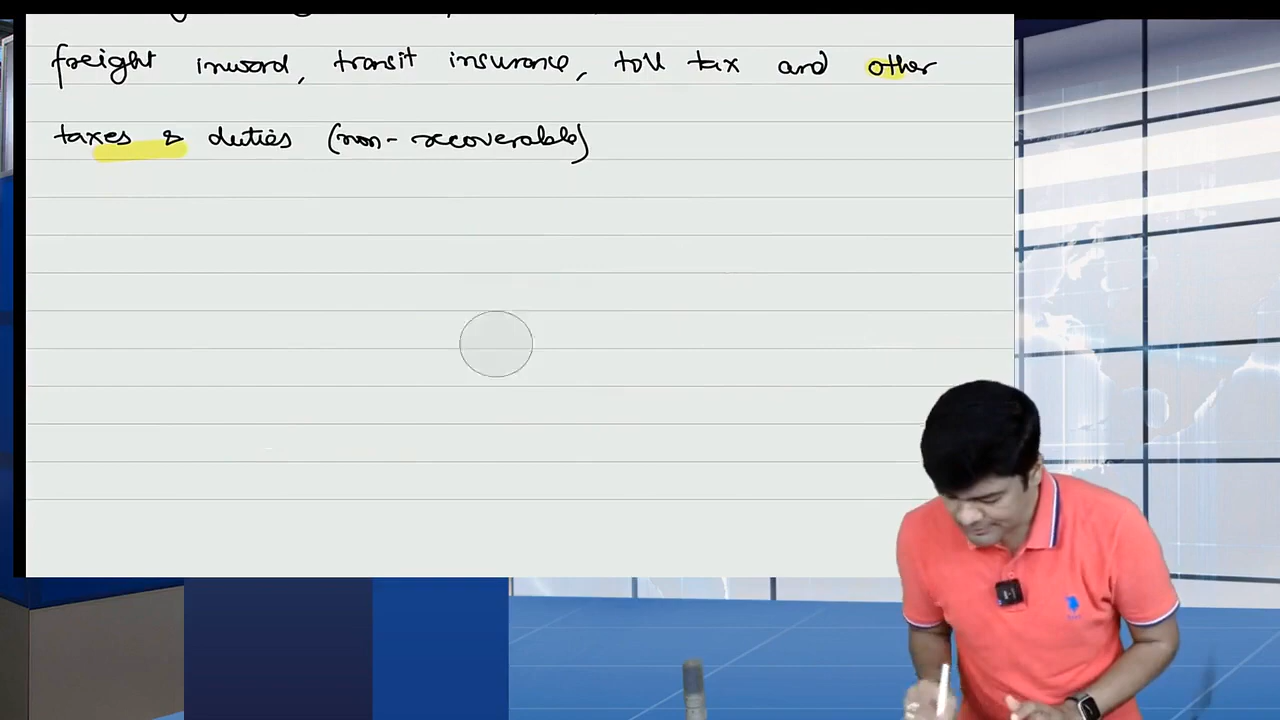 freight inward, transit insurance, toll tax and other
taxes & duties (non-recoverable)